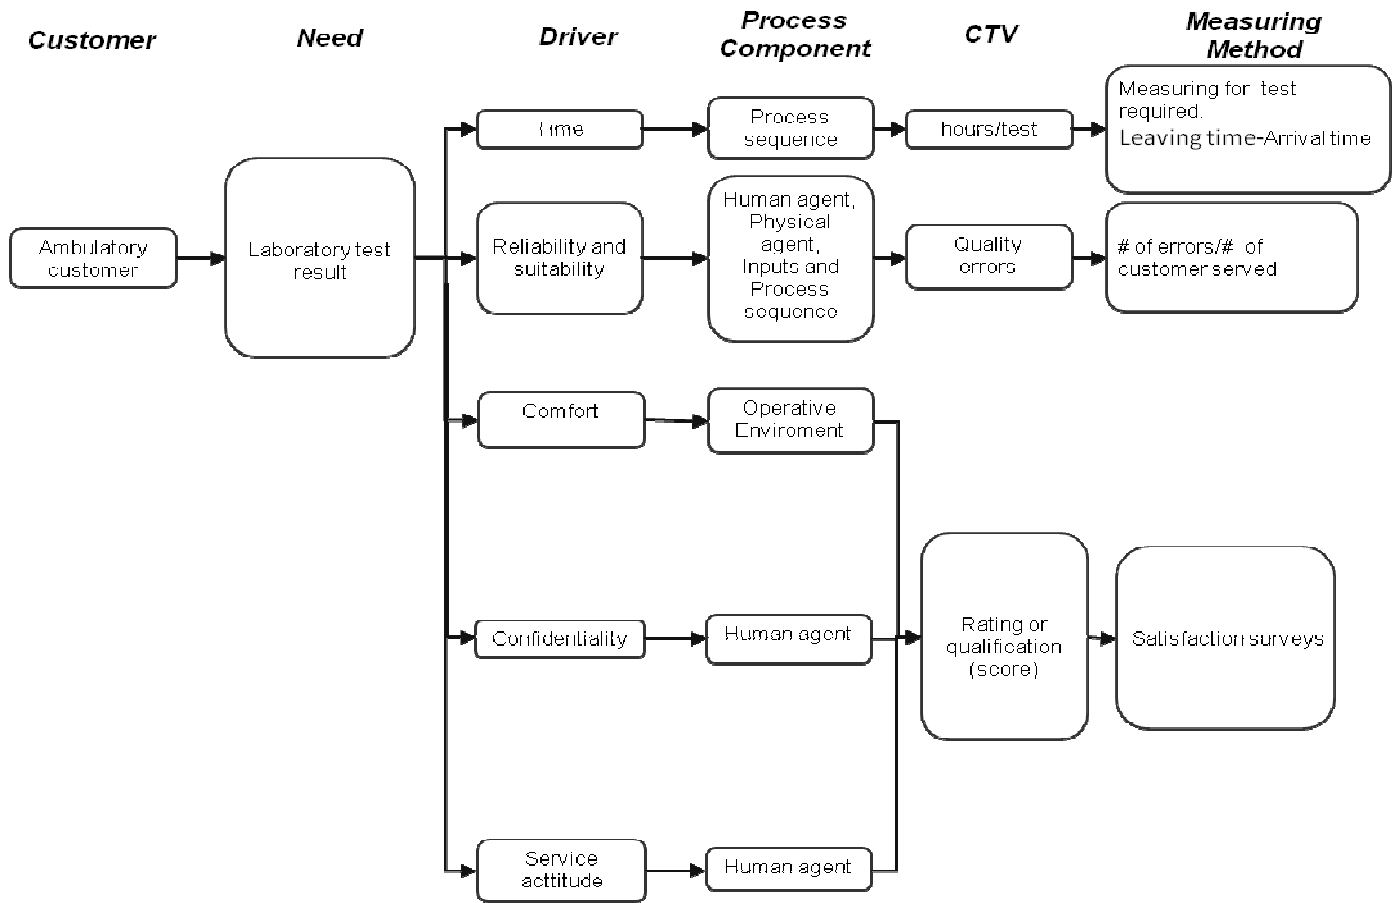 Customer
Need
Driver
Process
Component
CTV
Measuring
Method
Ambulatory
customer
Laboratory test
result
Time
Process
sequence
hours/test
Measuring for test
required.
Leaving time-Arrival time
Reliability and
suitability
Human agent,
Physical
agent,
Inputs and
Process
sequence
Quality
errors
# of errors/# of
customer served
Comfort
Operative
Enviroment
Confidentiality
Human agent
Rating or
qualification
(score)
Satisfaction surveys
Service
acttitude
Human agent